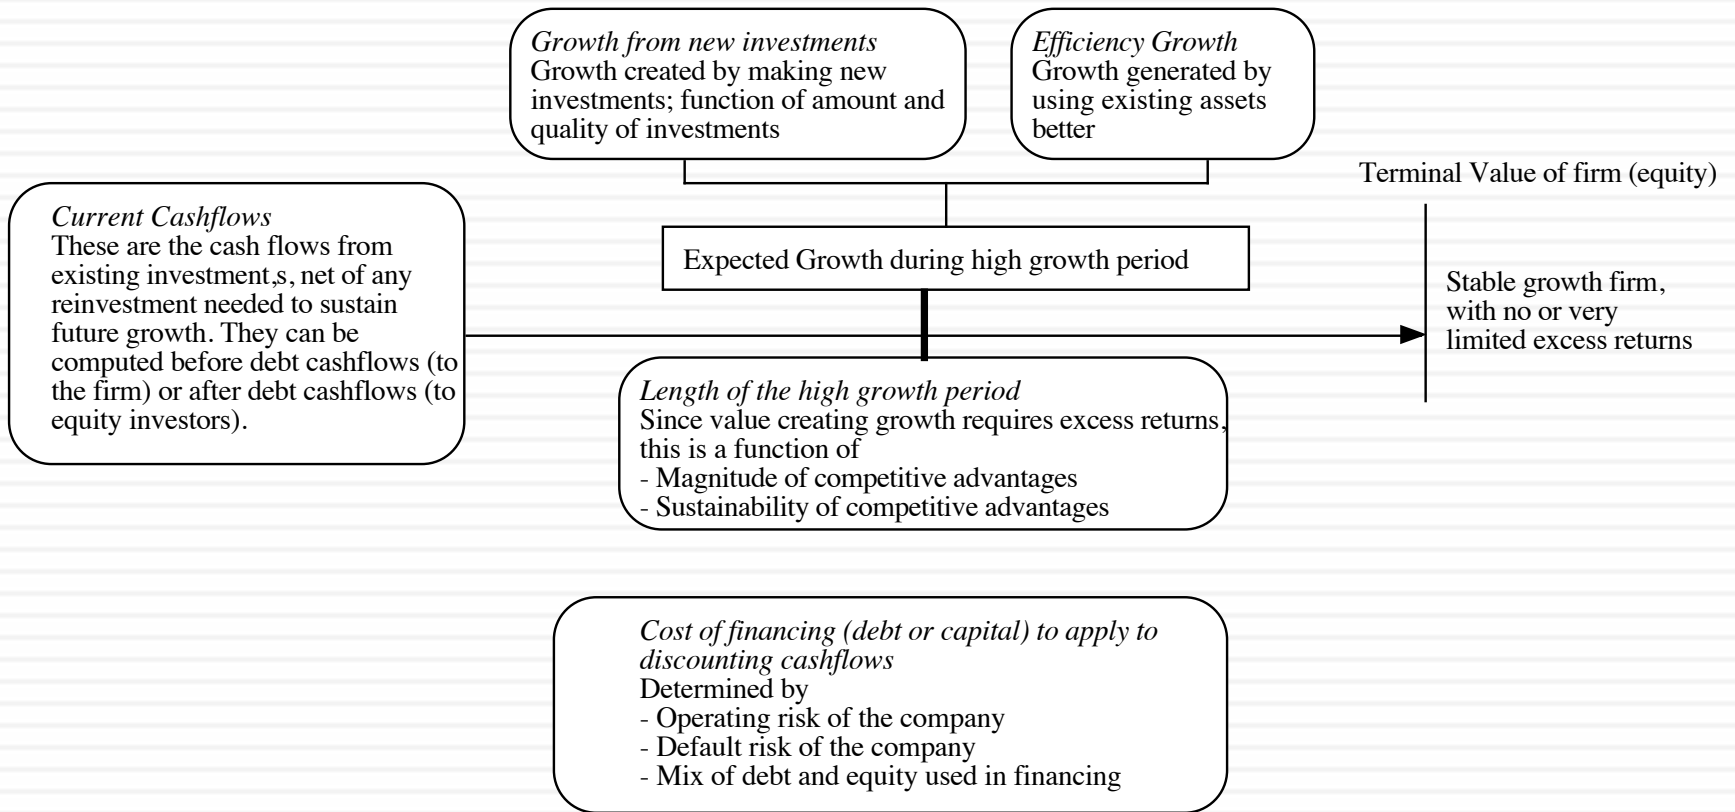 Growth from new investments
Growth created by making new
investments; function of amount and
quality of investments
Efficiency Growth
Growth generated by
using existing assets
better
Terminal Value of firm (equity)
Current Cashflows
These are the cash flows from
existing investment,s, net of any
reinvestment needed to sustain
future growth. They can be
computed before debt cashflows (to
the firm) or after debt cashflows (to
equity investors).
Expected Growth during high growth period
Stable growth firm,
with no or very
limited excess returns
Length of the high growth period
Since value creating growth requires excess returns,
this is a function of
- Magnitude of competitive advantages
- Sustainability of competitive advantages
Cost of financing (debt or capital) to apply to
discounting cashflows
Determined by
- Operating risk of the company
- Default risk of the company
- Mix of debt and equity used in financing